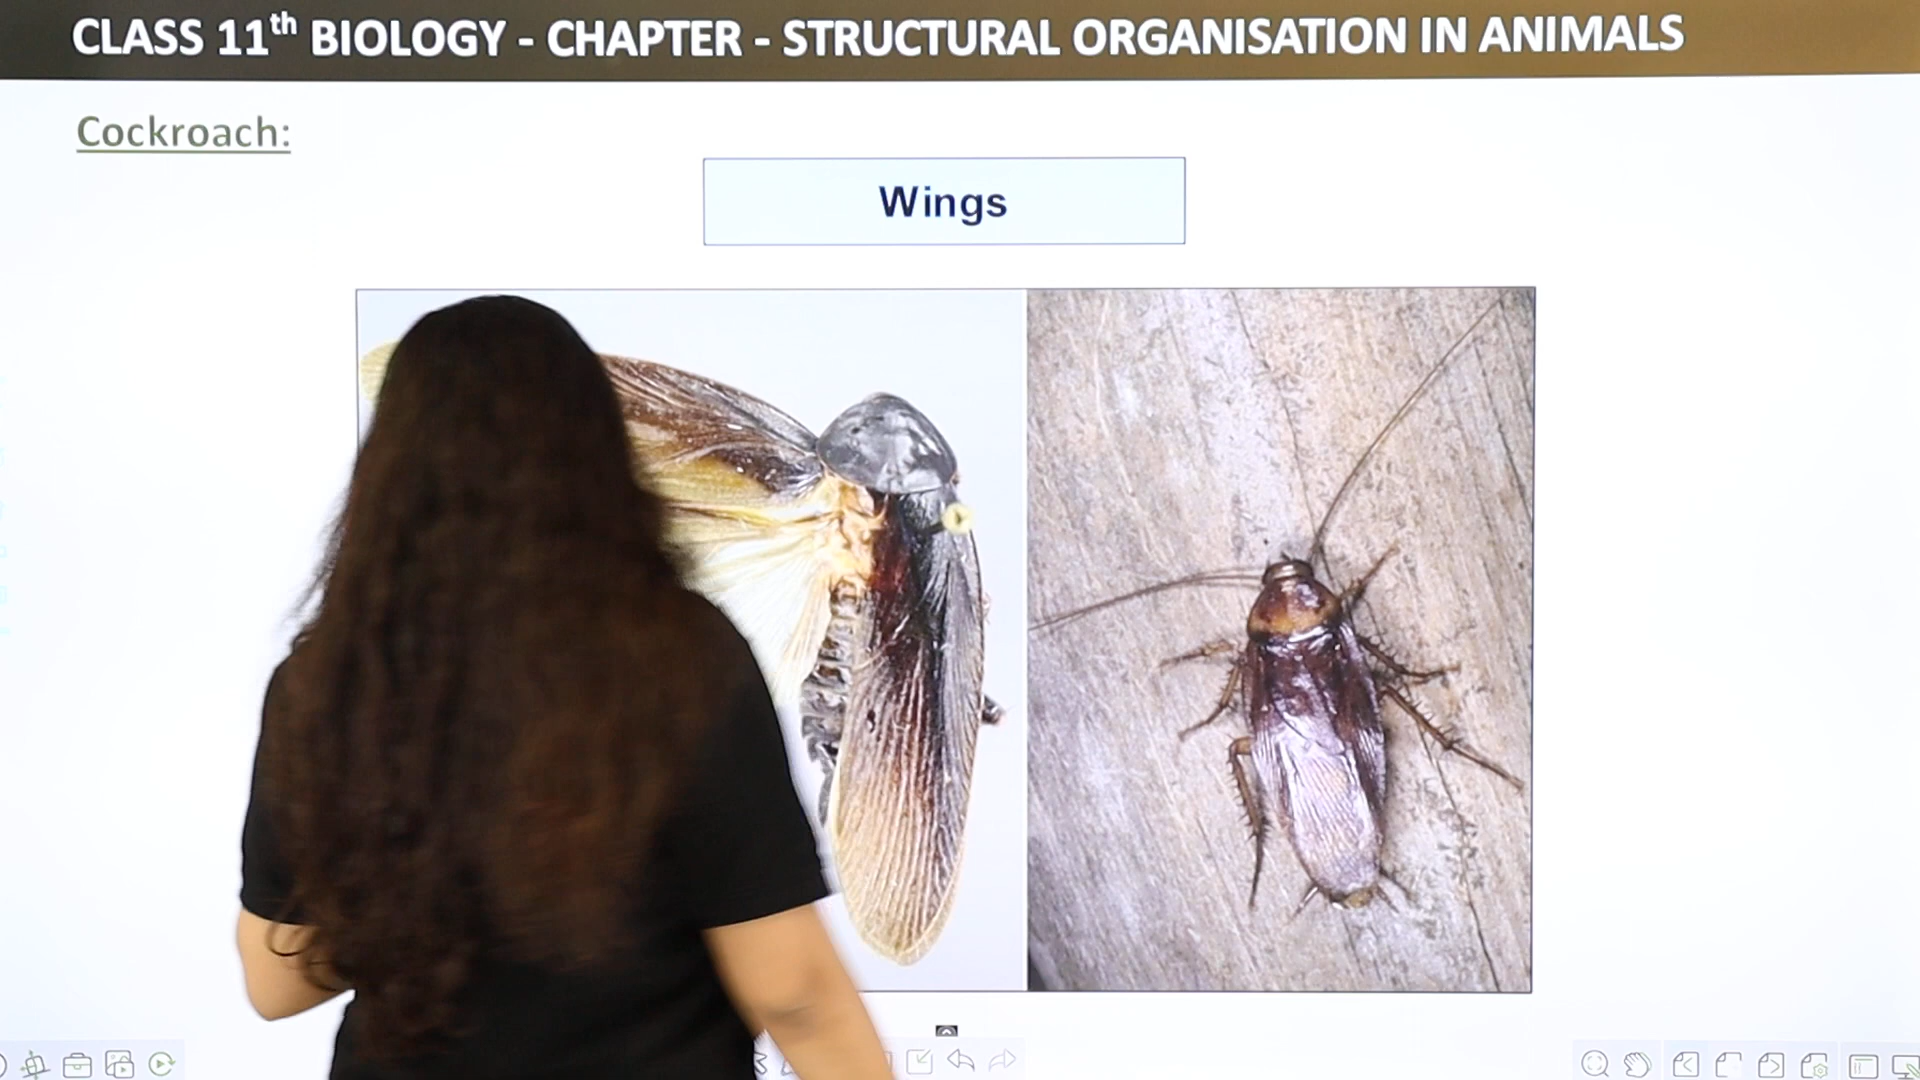 CLASS 11th BIOLOGY - CHAPTER - STRUCTURAL ORGANISATION IN ANIMALS
Cockroach:
Wings